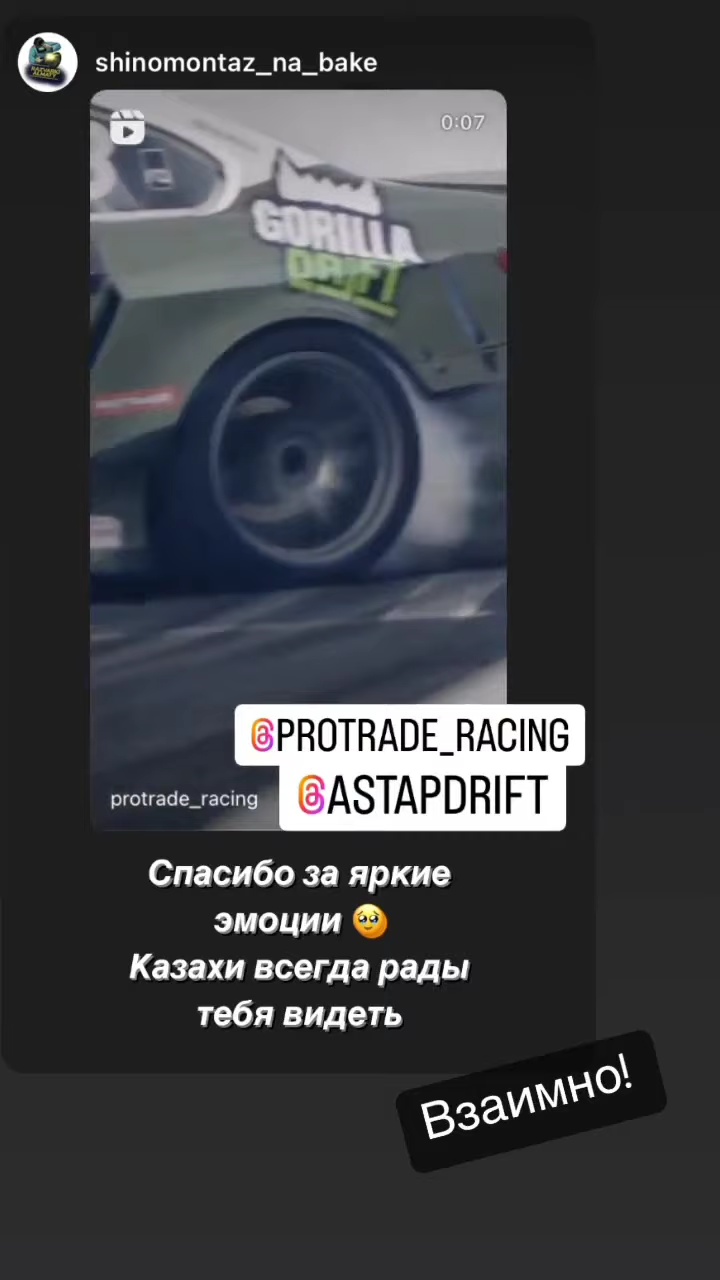 shinomontaz_na_bake
0:07
GORILLA
DRIFT
@PROTRADE_RACING
@ASTAPDRIFT
protrade_racing
Спасибо за яркие
эмоции 🥹
Казахи всегда рады
тебя видеть
Взаимно!